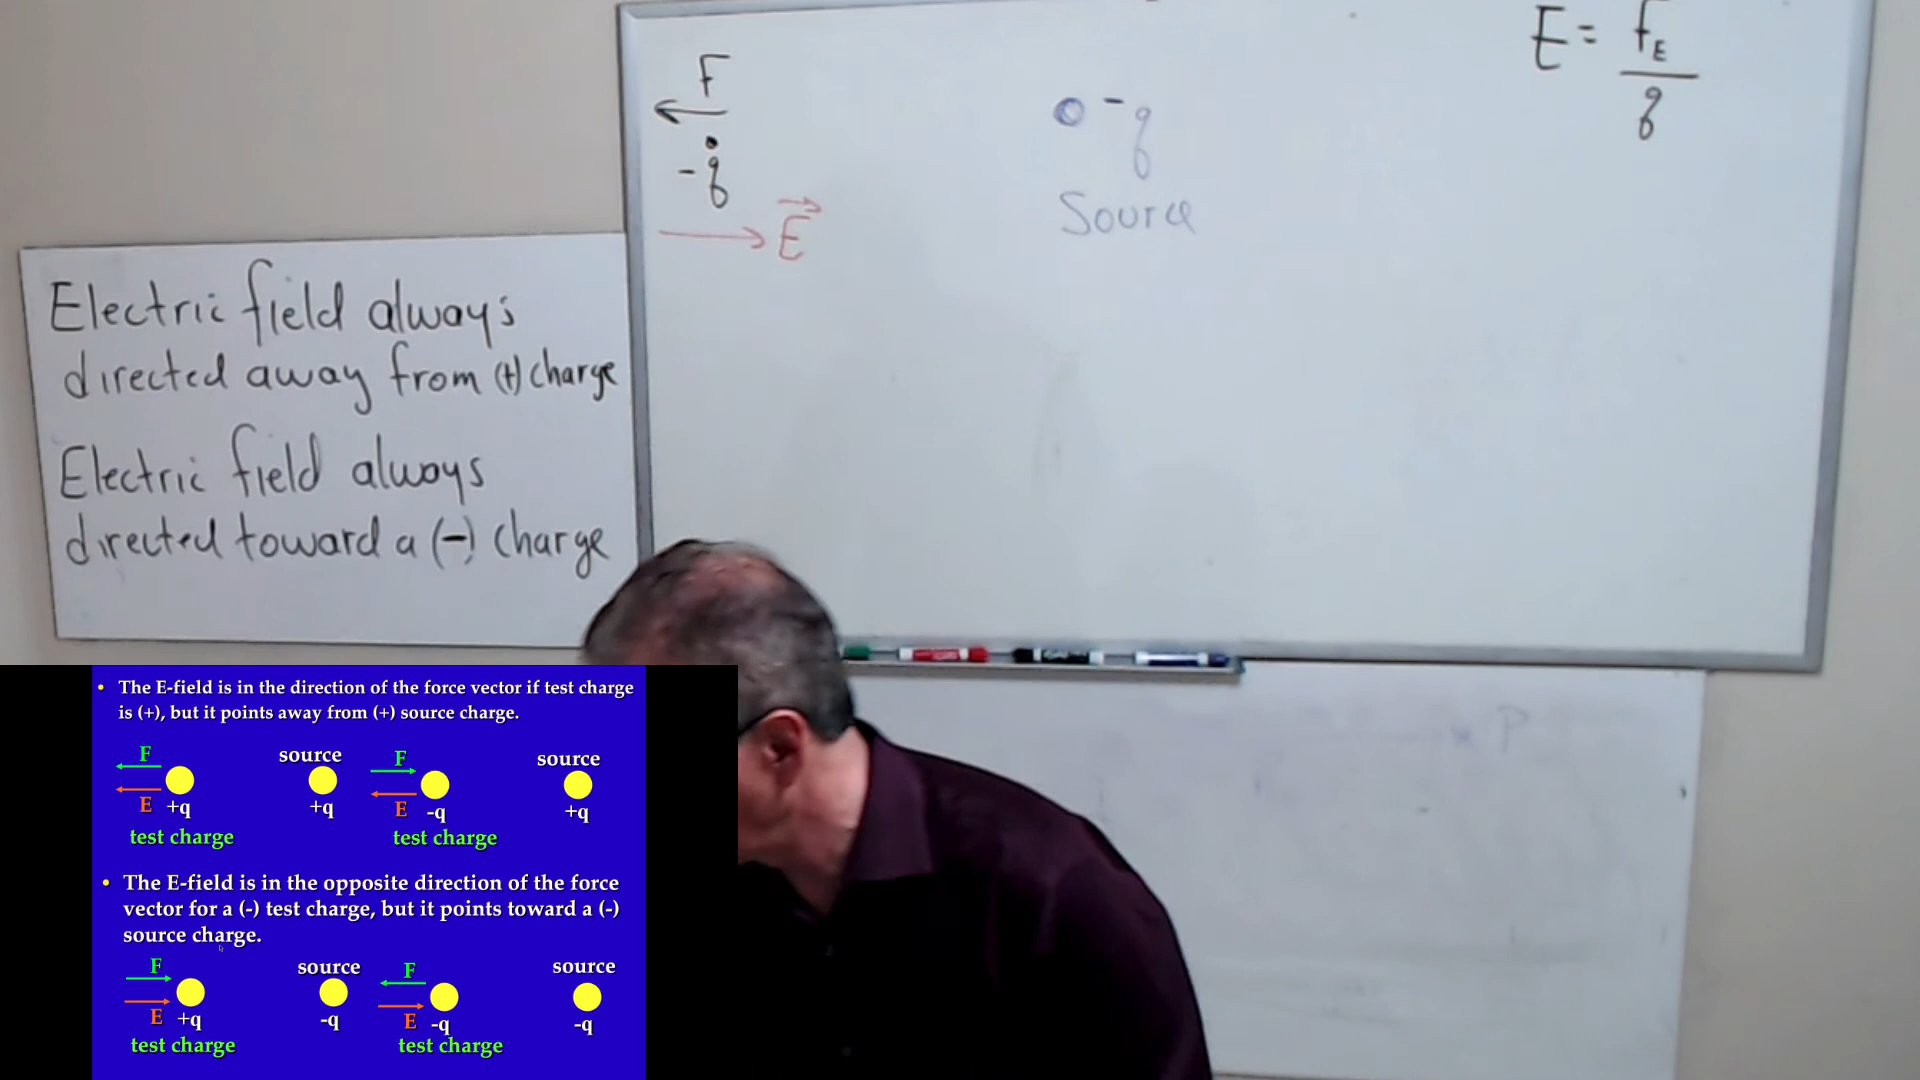 F
-q
E
-q
Source
E = F_E / q
Electric field always
directed away from (+) charge
Electric field always
directed toward a (-) charge
x P
• The E-field is in the direction of the force vector if test charge
is (+), but it points away from (+) source charge.
F
source
F
source
E +q
+q
E -q
+q
test charge
test charge
• The E-field is in the opposite direction of the force
vector for a (-) test charge, but it points toward a (-)
source charge.
F
source
F
source
E +q
-q
E -q
-q
test charge
test charge